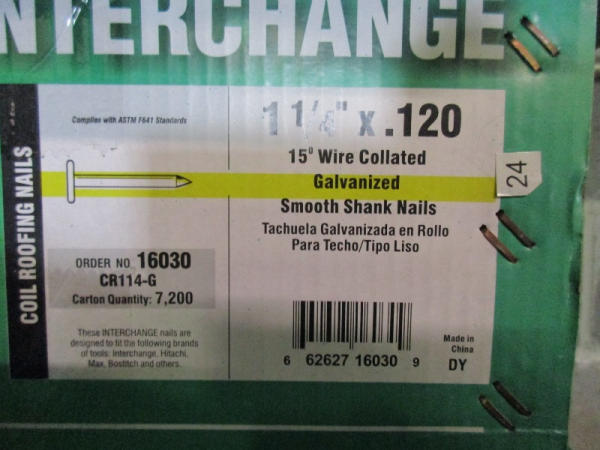 INTERCHANGE
COIL ROOFING NAILS
Complies with ASTM F641 Standards
1 1/4" x .120
15° Wire Collated
Galvanized
Smooth Shank Nails
Tachuela Galvanizada en Rollo
Para Techo/Tipo Liso
24
ORDER NO. 16030
CR114-G
Carton Quantity: 7,200
These INTERCHANGE nails are
designed to fit the following brands
of tools: Interchange, Hitachi,
Max, Bostitch and others.
6 62627 16030 9
Made in
China
DY